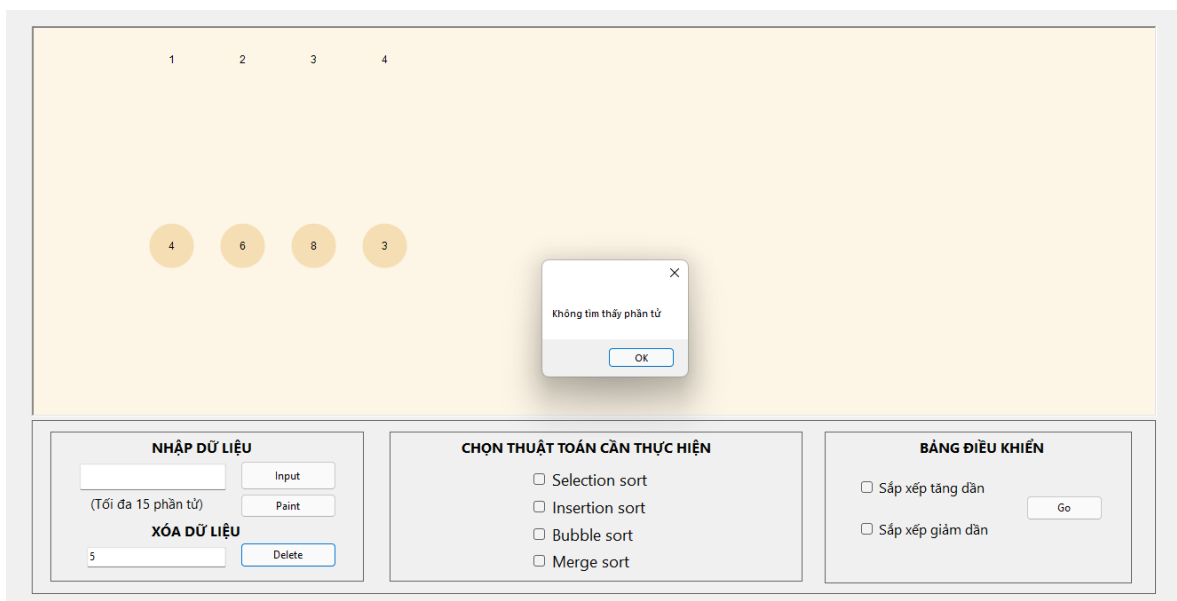 1 2 3 4
4 6 8 3
Không tìm thấy phần tử
OK
NHẬP DỮ LIỆU
Input
(Tối đa 15 phần tử)
Paint
XÓA DỮ LIỆU
5
Delete
CHỌN THUẬT TOÁN CẦN THỰC HIỆN
Selection sort
Insertion sort
Bubble sort
Merge sort
BẢNG ĐIỀU KHIỂN
Sắp xếp tăng dần
Go
Sắp xếp giảm dần